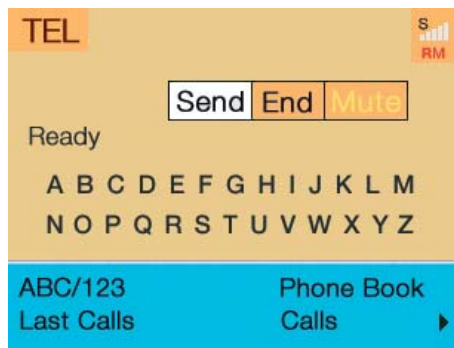 TEL
S
RM
Send End Mute
Ready
A B C D E F G H I J K L M
N O P Q R S T U V W X Y Z
ABC/123 Phone Book
Last Calls Calls